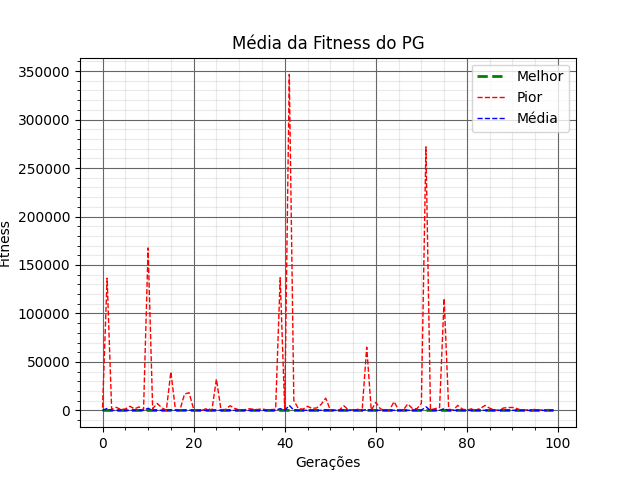 Média da Fitness do PG
Melhor
Pior
Média
350000
300000
250000
200000
150000
100000
50000
0
Fitness
0 20 40 60 80 100
Gerações